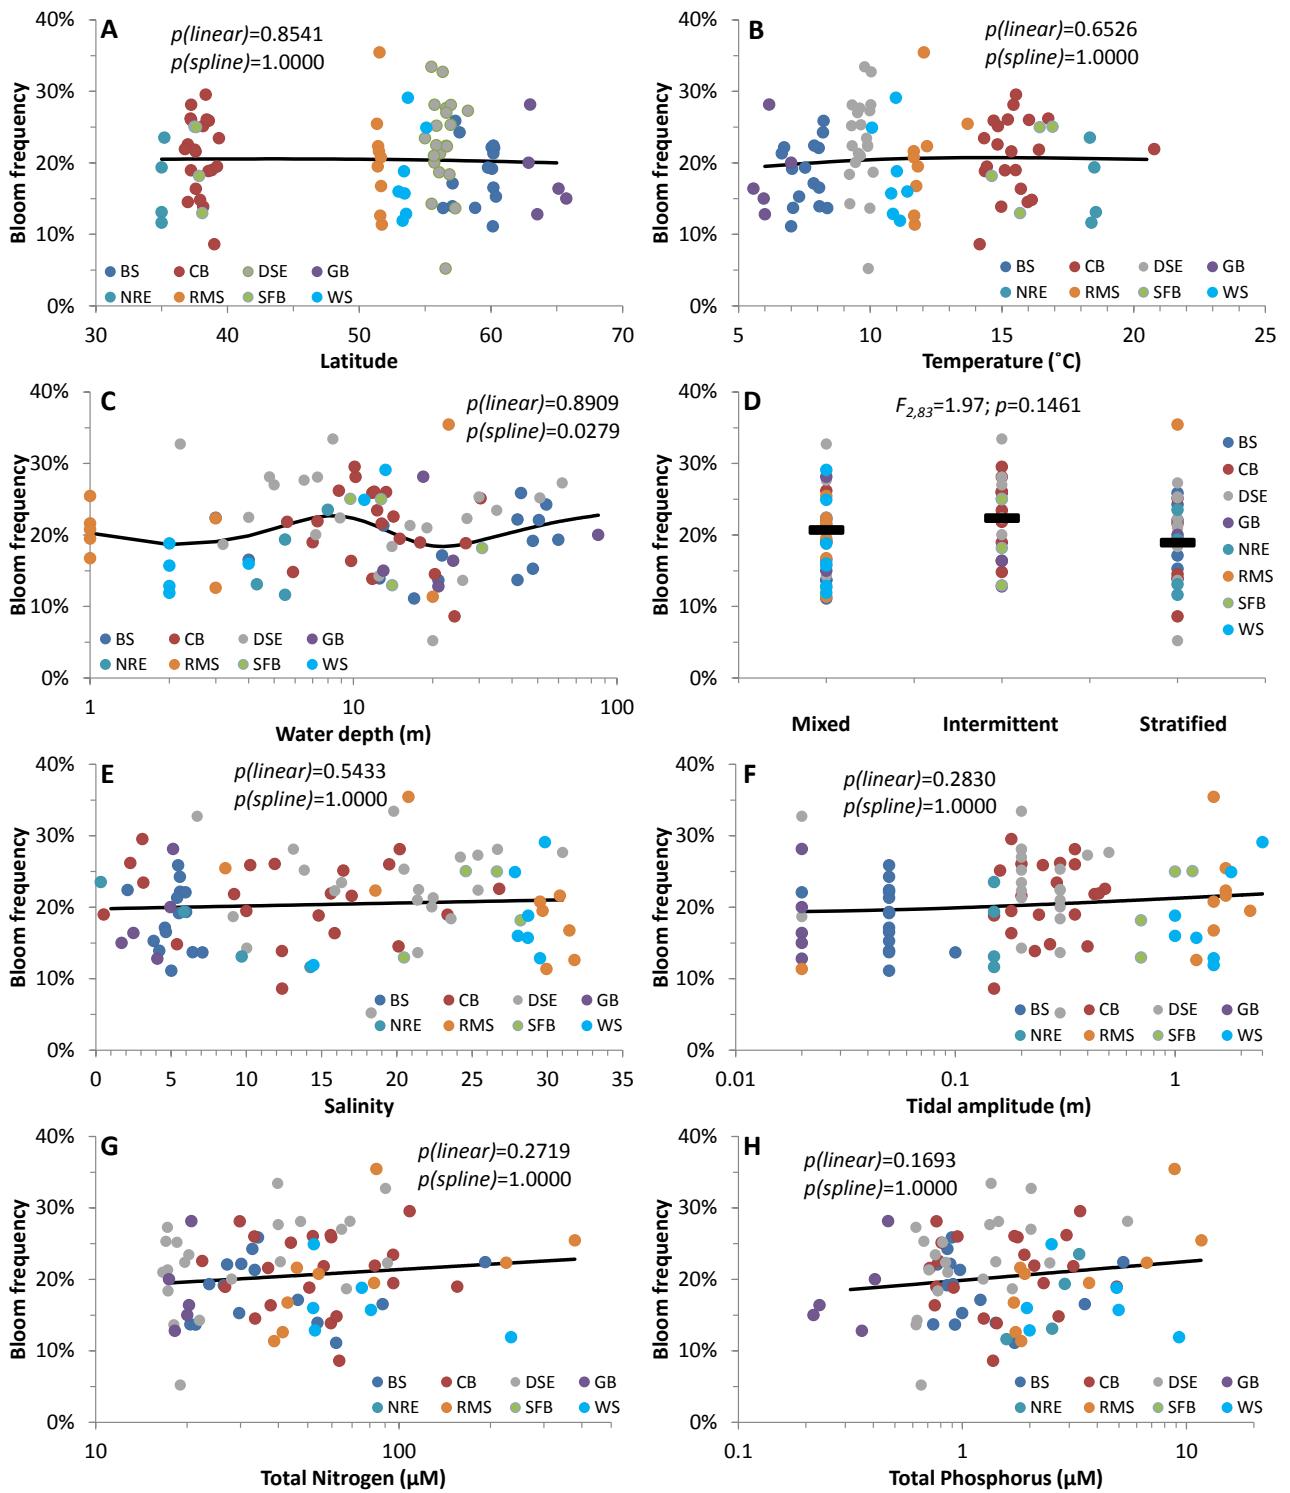 A
p(linear)=0.8541
p(spline)=1.0000
40%
30%
20%
10%
0%
Bloom frequency
BS CB DSE GB
NRE RMS SFB WS
30 40 50 60 70
Latitude
B
p(linear)=0.6526
p(spline)=1.0000
40%
30%
20%
10%
0%
Bloom frequency
BS CB DSE GB
NRE RMS SFB WS
5 10 15 20 25
Temperature (˚C)
C
p(linear)=0.8909
p(spline)=0.0279
40%
30%
20%
10%
0%
Bloom frequency
BS CB DSE GB
NRE RMS SFB WS
1 10 100
Water depth (m)
D
F2,83=1.97; p=0.1461
40%
30%
20%
10%
0%
Bloom frequency
BS
CB
DSE
GB
NRE
RMS
SFB
WS
Mixed Intermittent Stratified
E
p(linear)=0.5433
p(spline)=1.0000
40%
30%
20%
10%
0%
Bloom frequency
BS CB DSE GB
NRE RMS SFB WS
0 5 10 15 20 25 30 35
Salinity
F
p(linear)=0.2830
p(spline)=1.0000
40%
30%
20%
10%
0%
Bloom frequency
BS CB DSE GB
NRE RMS SFB WS
0.01 0.1 1
Tidal amplitude (m)
G
p(linear)=0.2719
p(spline)=1.0000
40%
30%
20%
10%
0%
Bloom frequency
BS CB DSE GB
NRE RMS SFB WS
10 100
Total Nitrogen (µM)
H
p(linear)=0.1693
p(spline)=1.0000
40%
30%
20%
10%
0%
Bloom frequency
BS CB DSE GB
NRE RMS SFB WS
0.1 1 10
Total Phosphorus (µM)